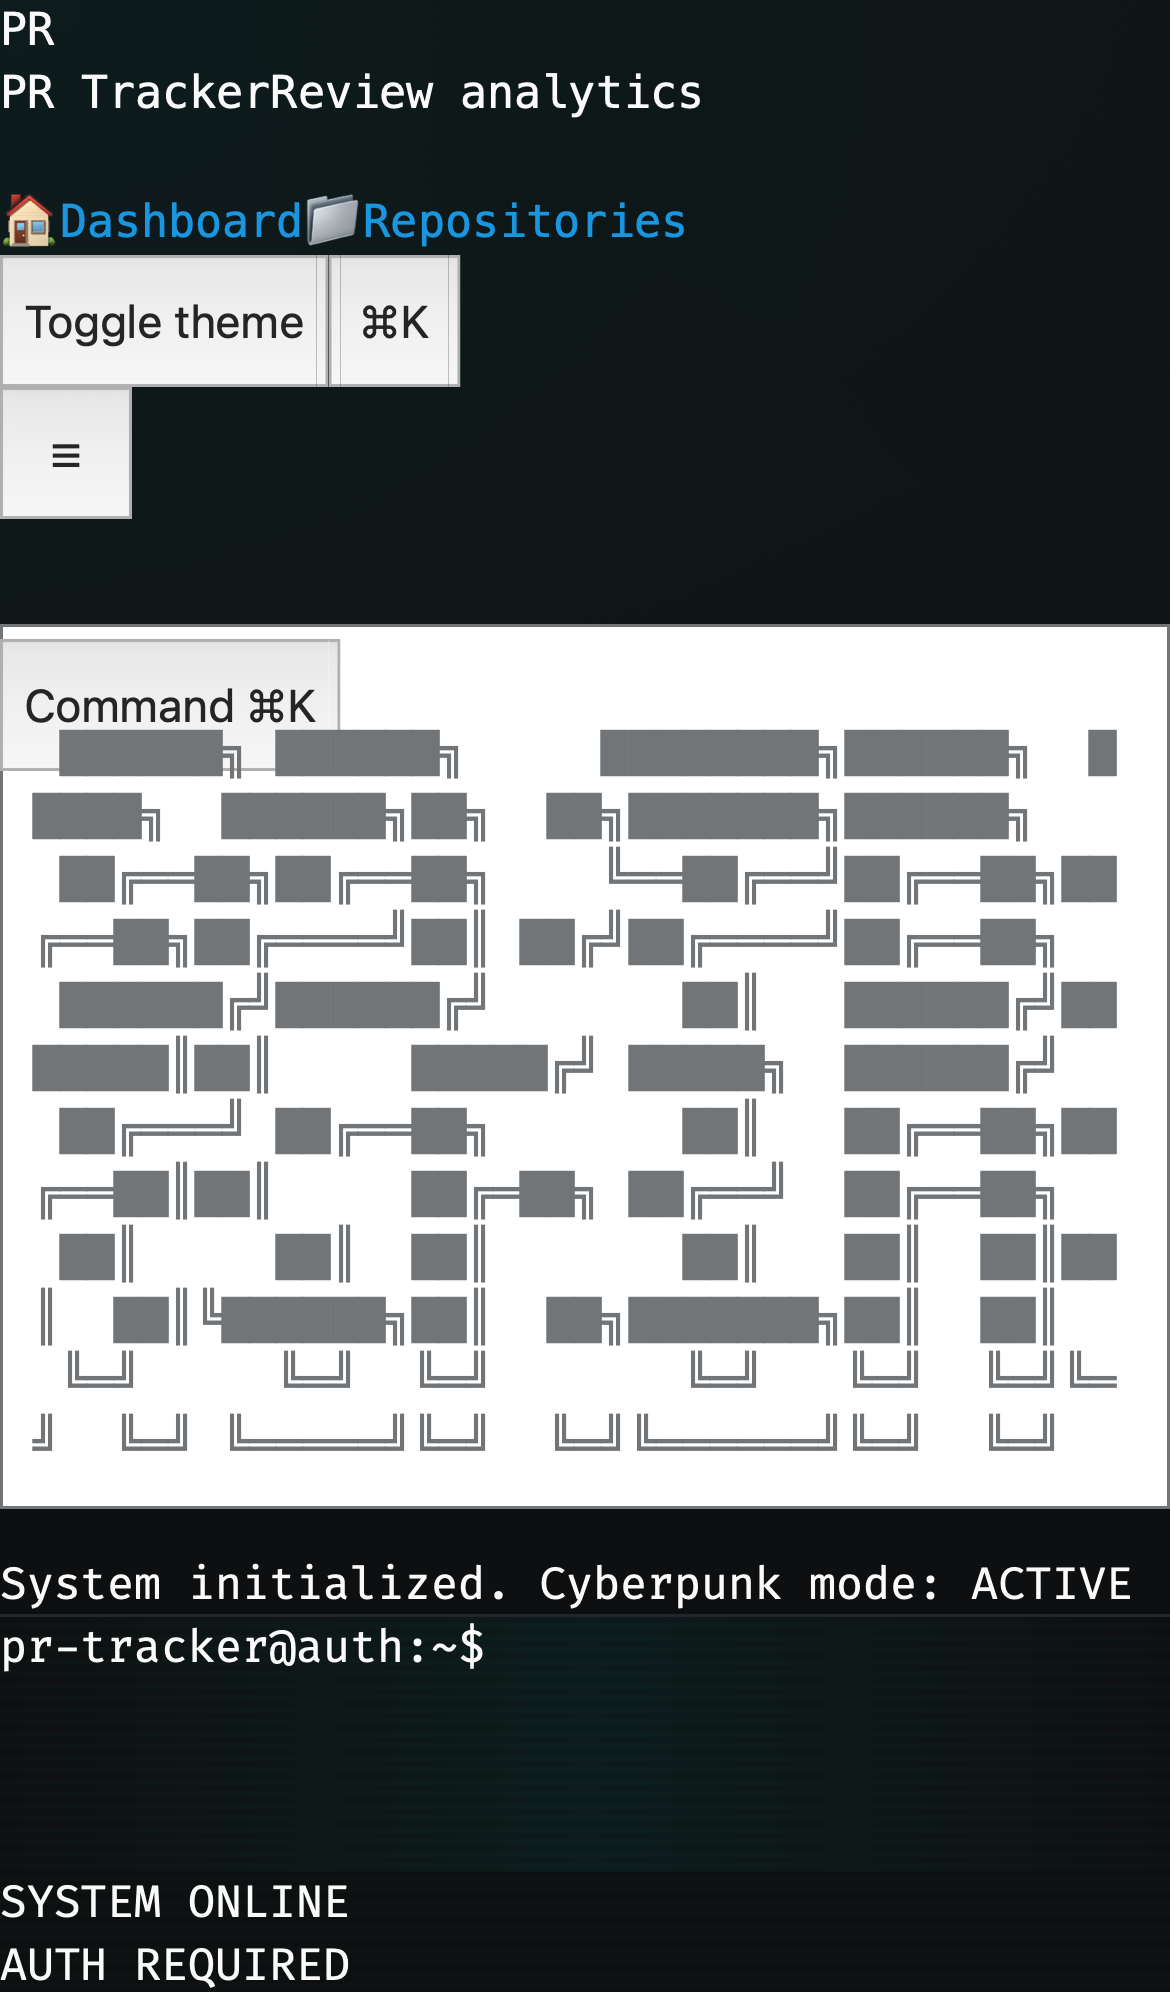 PR
PR TrackerReview analytics
🏠Dashboard📁Repositories
Toggle theme ⌘K
≡
Command ⌘K
System initialized. Cyberpunk mode: ACTIVE
pr-tracker@auth:~$
SYSTEM ONLINE
AUTH REQUIRED